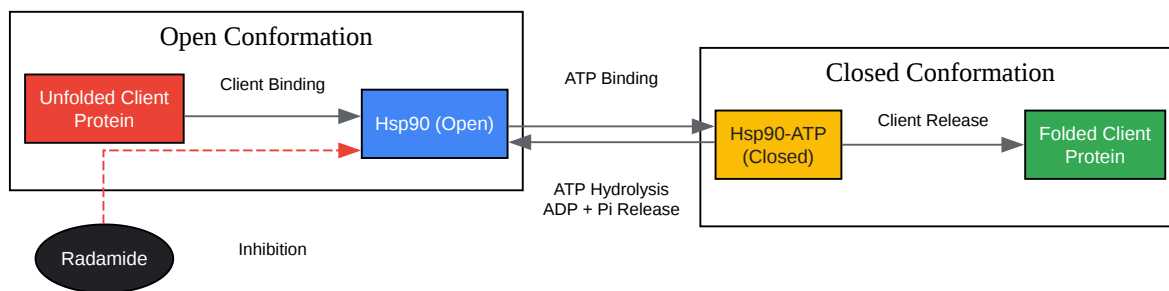 Open Conformation
Unfolded Client
Protein
Client Binding
Hsp90 (Open)
ATP Binding
ATP Hydrolysis
ADP + Pi Release
Closed Conformation
Hsp90-ATP
(Closed)
Client Release
Folded Client
Protein
Radamide
Inhibition